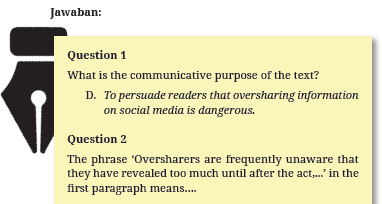 Jawaban:
Question 1
What is the communicative purpose of the text?
D. To persuade readers that oversharing information
on social media is dangerous.
Question 2
The phrase ‘Oversharers are frequently unaware that
they have revealed too much until after the act,...’ in the
first paragraph means....